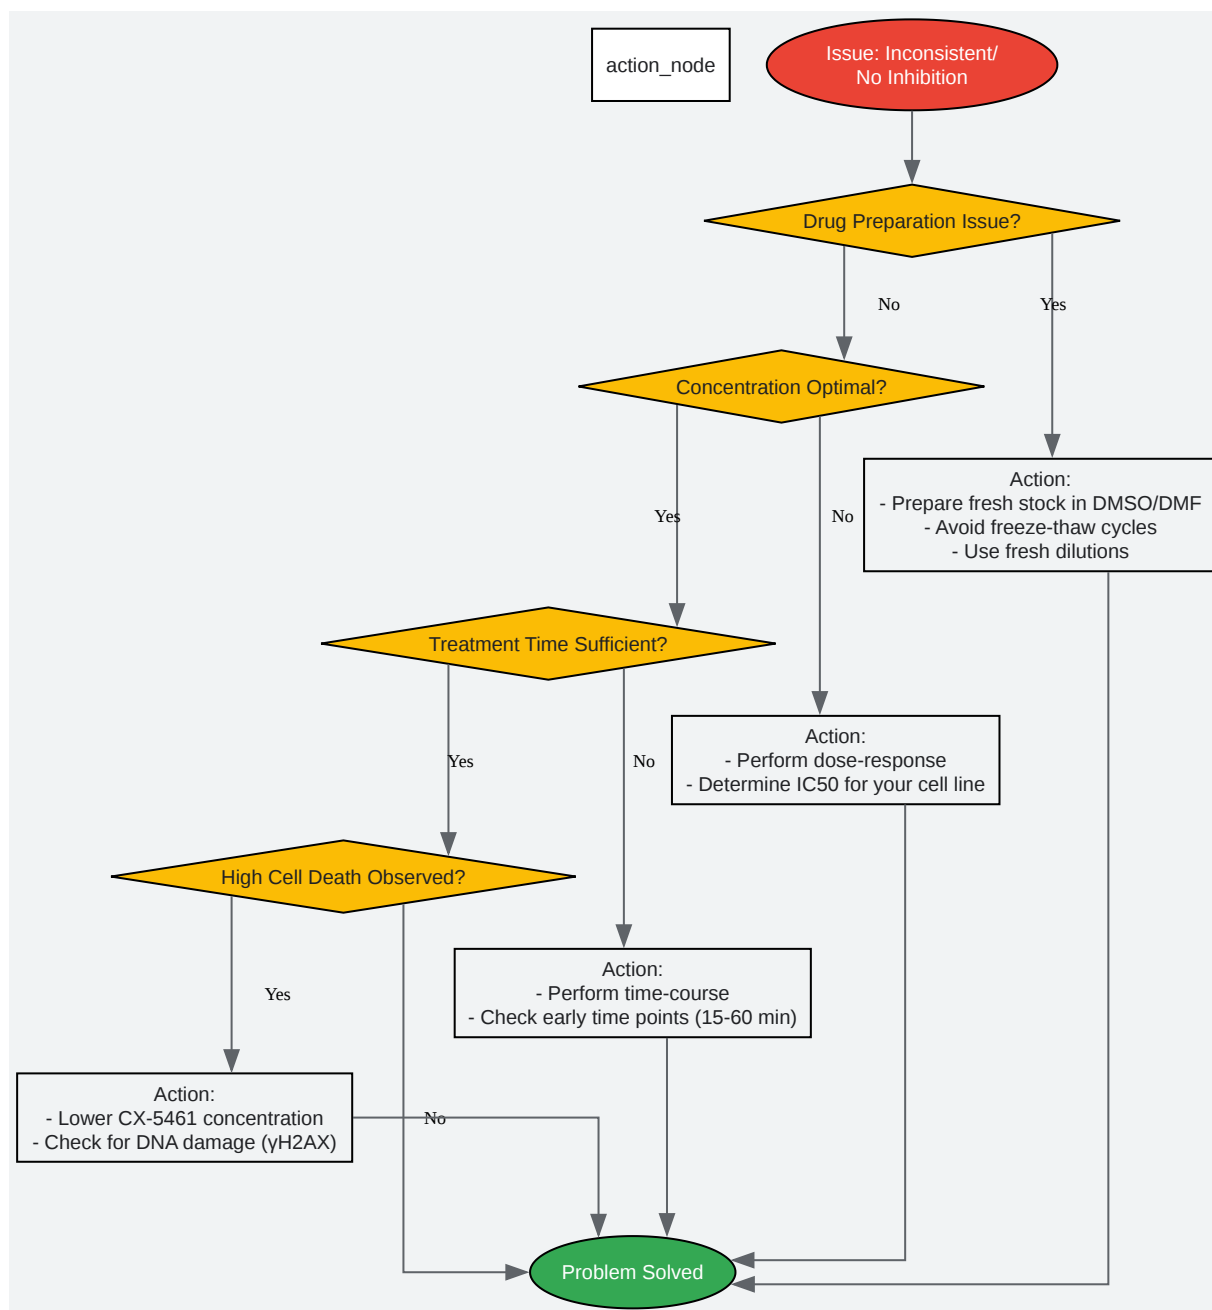 action_node
Issue: Inconsistent/
No Inhibition
Drug Preparation Issue?
No
Yes
Concentration Optimal?
Action:
- Prepare fresh stock in DMSO/DMF
- Avoid freeze-thaw cycles
- Use fresh dilutions
Yes
No
Treatment Time Sufficient?
Action:
- Perform dose-response
- Determine IC50 for your cell line
Yes
No
High Cell Death Observed?
Action:
- Perform time-course
- Check early time points (15-60 min)
Yes
Action:
- Lower CX-5461 concentration
- Check for DNA damage (γH2AX)
No
Problem Solved